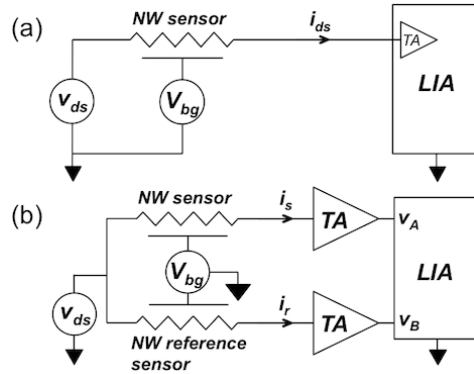 (a)
NW sensor
i_ds
TA
LIA
v_ds
V_bg
(b)
NW sensor
i_s
TA
v_A
V_bg
LIA
v_ds
i_r
TA
v_B
NW reference
sensor